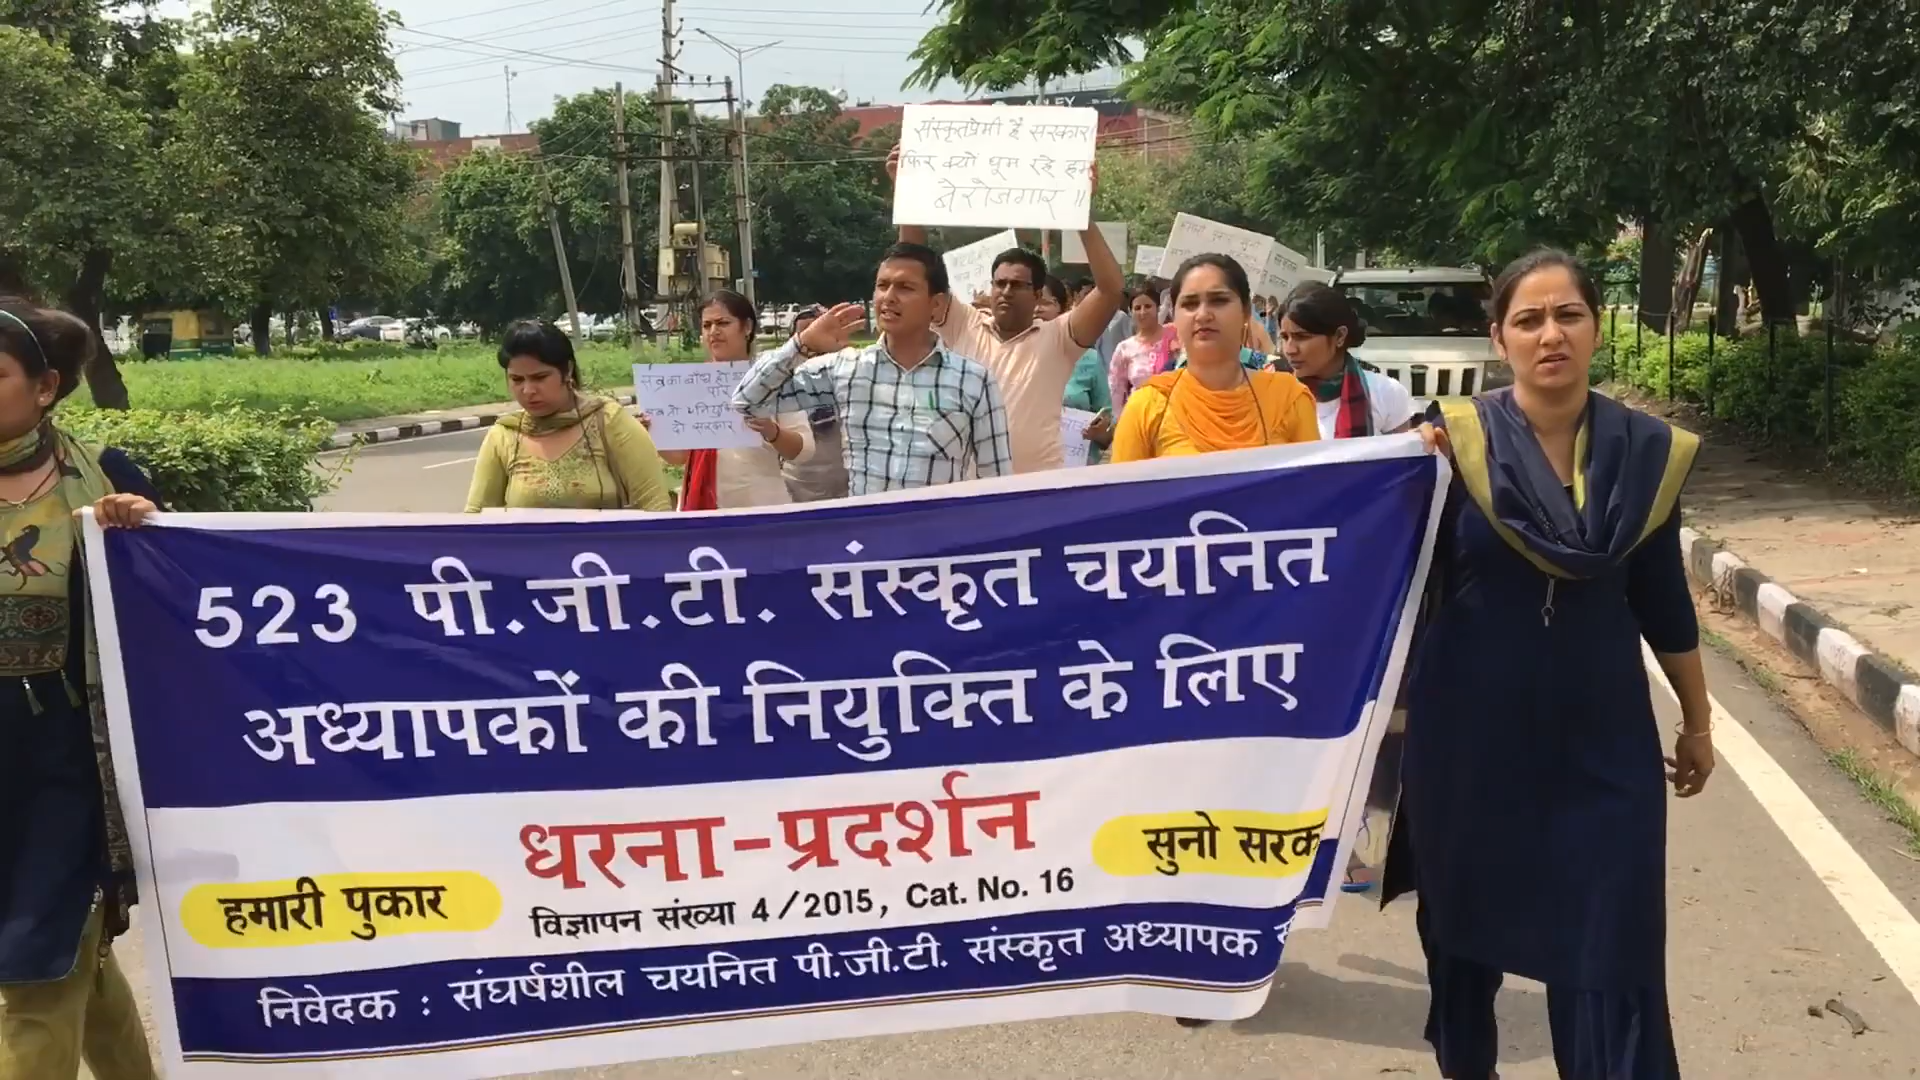 संस्कृतप्रेमी है सरकार
फिर क्यों घूम रहे हम
बेरोजगार ॥
दो सरकार
523 पी.जी.टी. संस्कृत चयनित
अध्यापकों की नियुक्ति के लिए
धरना-प्रदर्शन
हमारी पुकार
सुनो सरक
विज्ञापन संख्या 4/2015, Cat. No. 16
निवेदक : संघर्षशील चयनित पी.जी.टी. संस्कृत अध्यापक